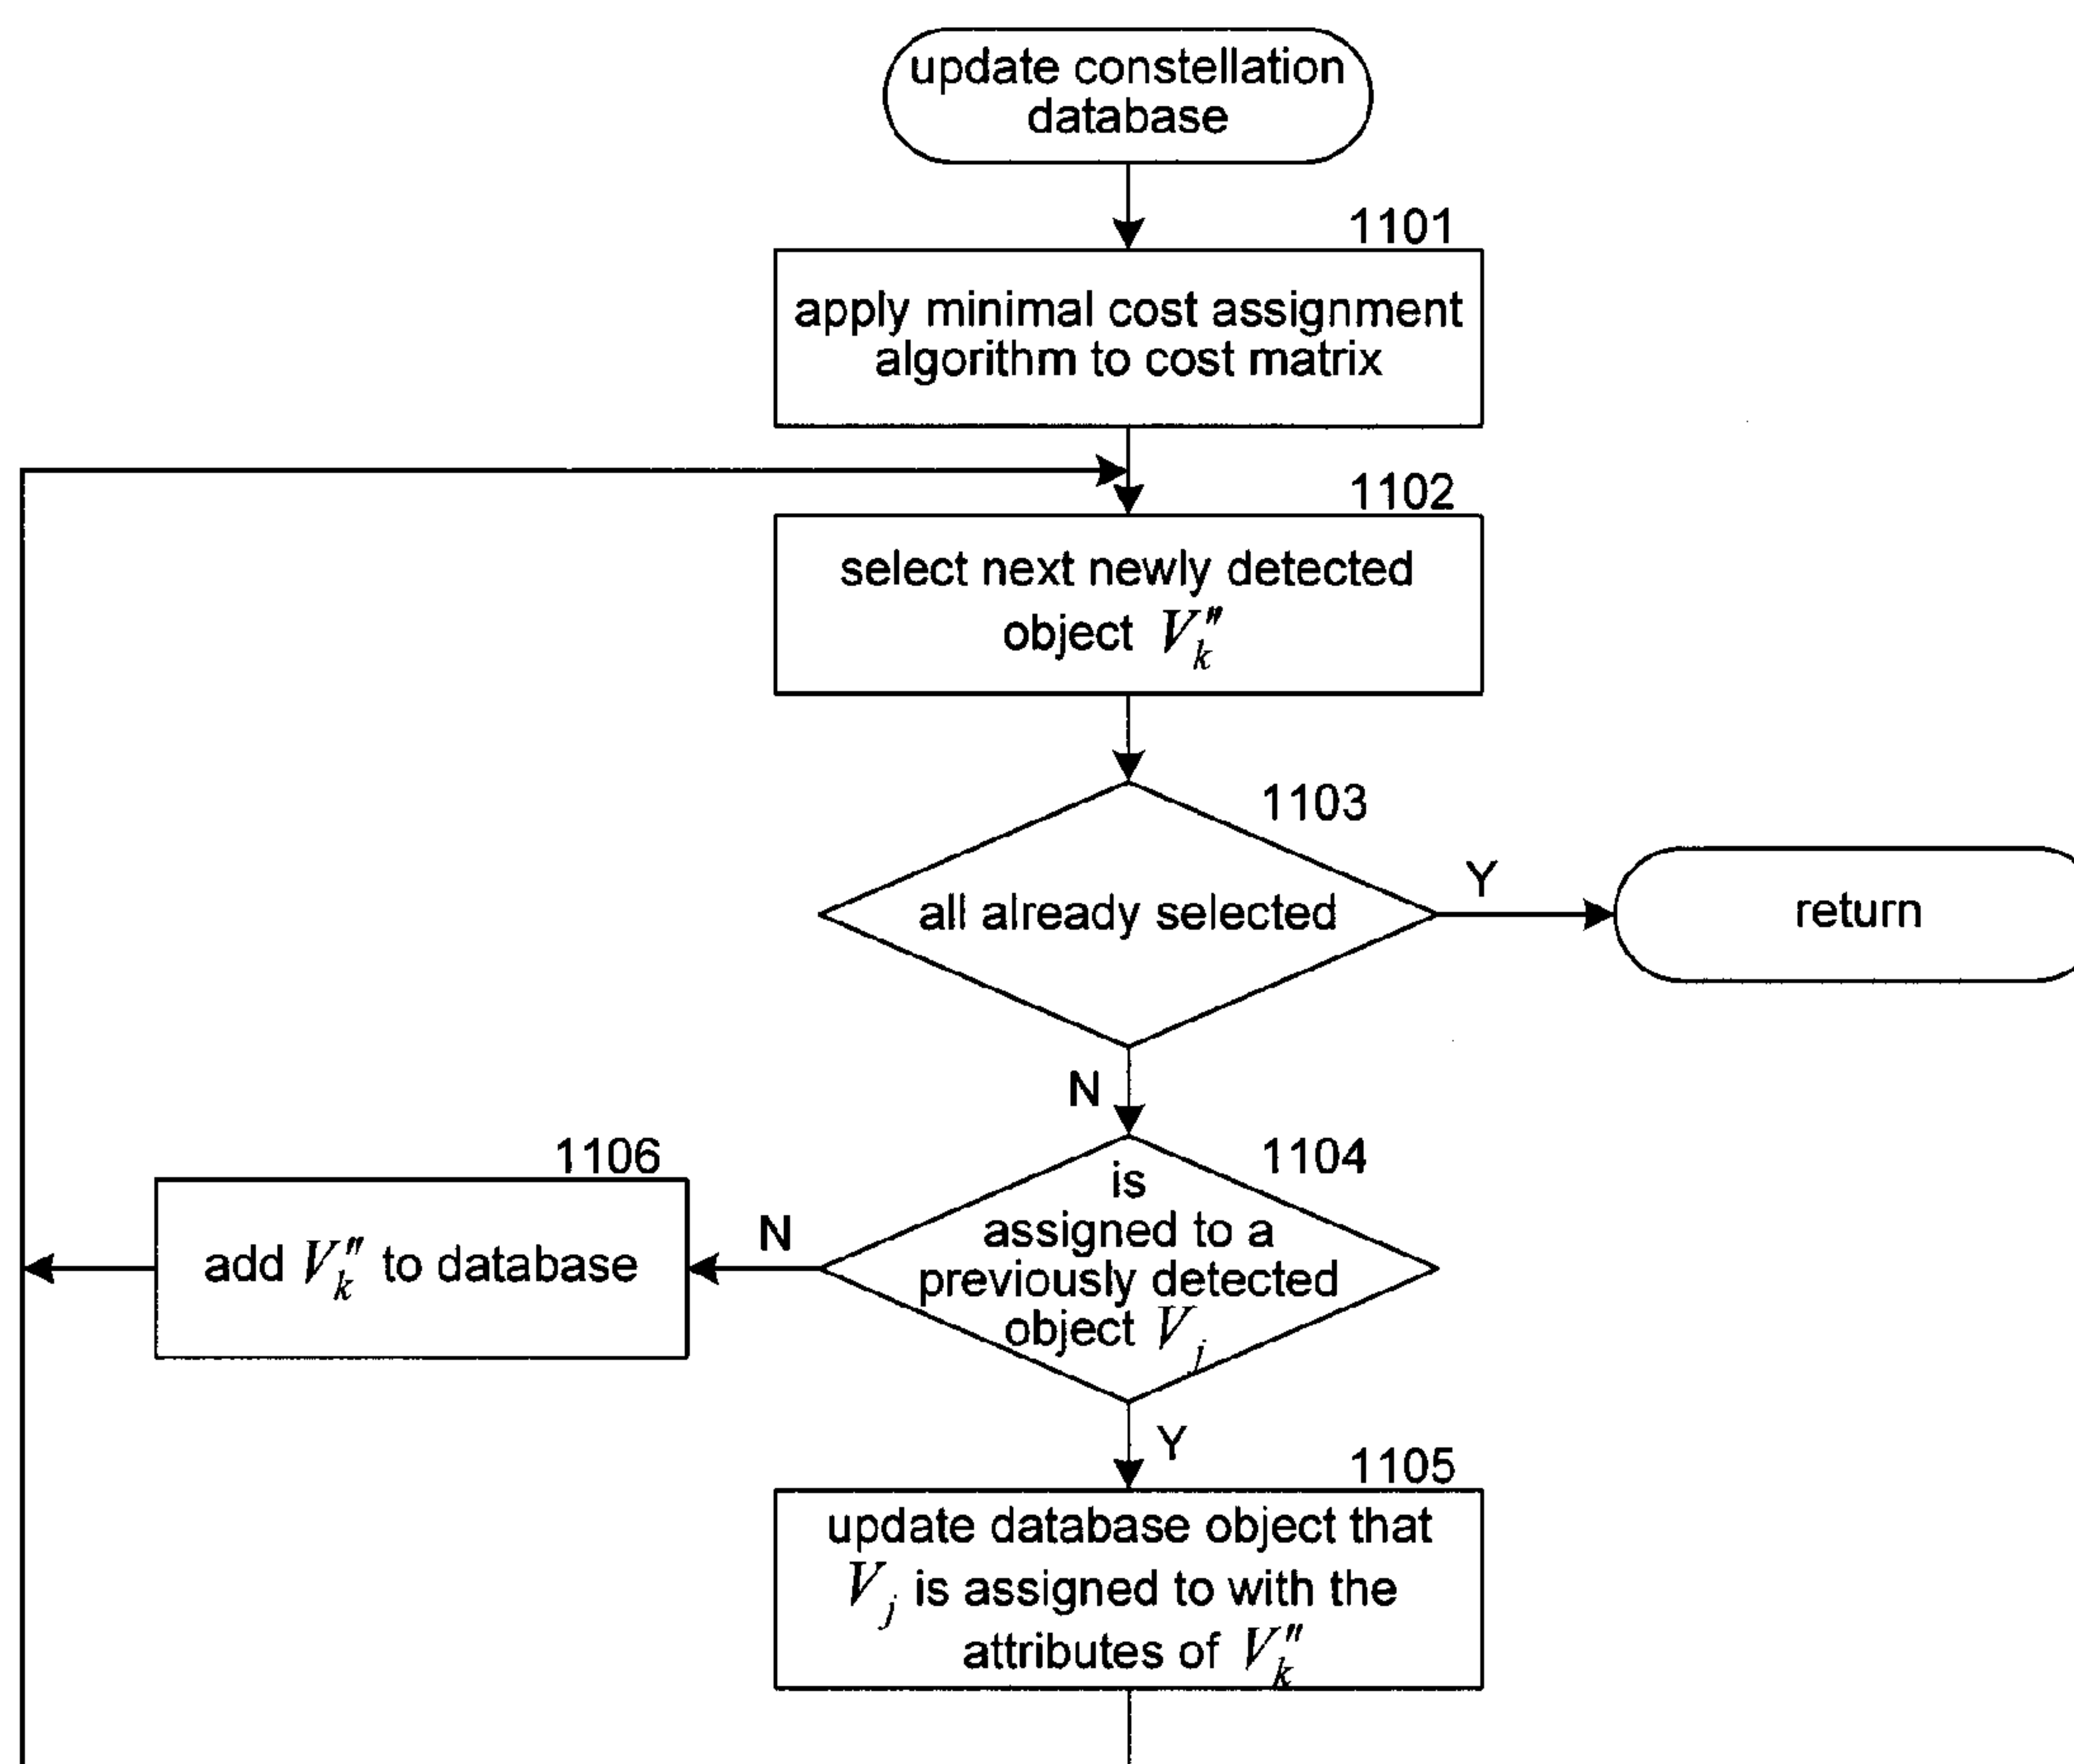 update constellation
database
1101
apply minimal cost assignment
algorithm to cost matrix
1102
select next newly detected
object V″ₖ
1103
all already selected
Y
return
N
1104
is
assigned to a
previously detected
object Vⱼ
N
1106
add V″ₖ to database
Y
1105
update database object that
Vⱼ is assigned to with the
attributes of V″ₖ